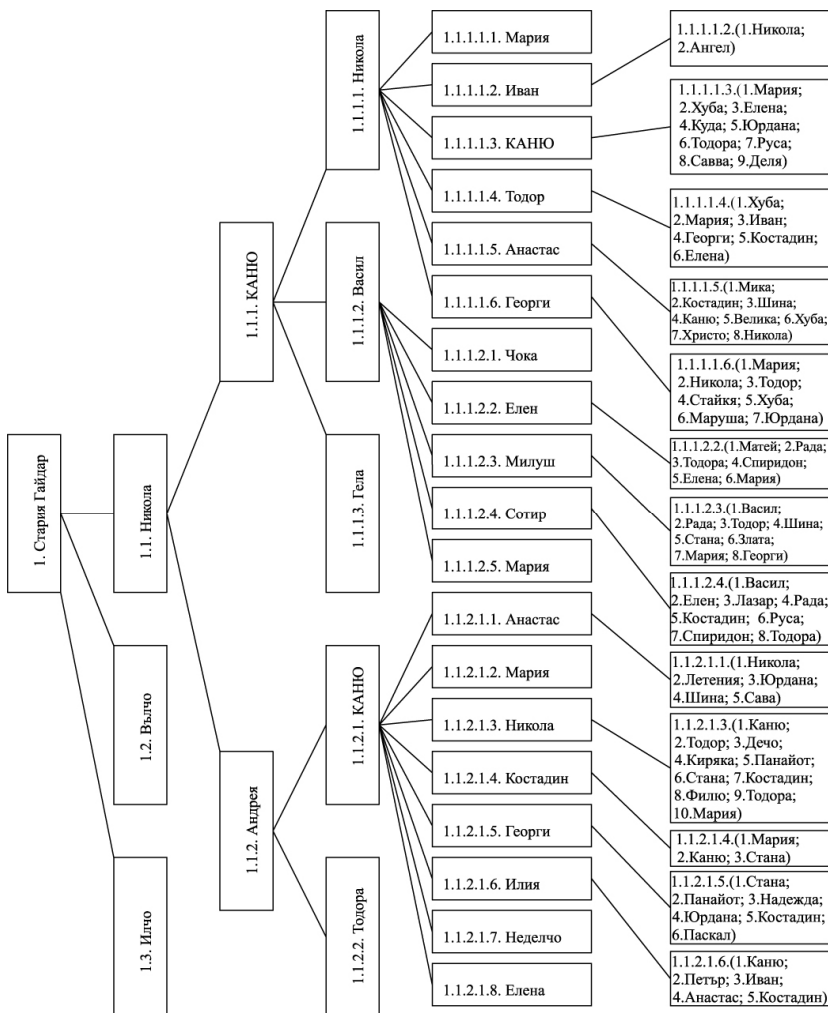 1. Стария Гайдар
1.1. Никола
1.2. Вълчо
1.3. Илчо
1.1.1. КАНЮ
1.1.2. Андрея
1.1.1.1. Никола
1.1.1.2. Васил
1.1.1.3. Гела
1.1.2.1. КАНЮ
1.1.2.2. Тодора
1.1.1.1.1. Мария
1.1.1.1.2. Иван
1.1.1.1.3. КАНЮ
1.1.1.1.4. Тодор
1.1.1.1.5. Анастас
1.1.1.1.6. Георги
1.1.1.2.1. Чока
1.1.1.2.2. Елен
1.1.1.2.3. Милуш
1.1.1.2.4. Сотир
1.1.1.2.5. Мария
1.1.2.1.1. Анастас
1.1.2.1.2. Мария
1.1.2.1.3. Никола
1.1.2.1.4. Костадин
1.1.2.1.5. Георги
1.1.2.1.6. Илия
1.1.2.1.7. Неделчо
1.1.2.1.8. Елена
1.1.1.1.2.(1.Никола;
2.Ангел)
1.1.1.1.3.(1.Мария;
2.Хуба; 3.Елена;
4.Куда; 5.Юрдана;
6.Тодора; 7.Руса;
8.Савва; 9.Деля)
1.1.1.1.4.(1.Хуба;
2.Мария; 3.Иван;
4.Георги; 5.Костадин;
6.Елена)
1.1.1.1.5.(1.Мика;
2.Костадин; 3.Шина;
4.Каню; 5.Велика; 6.Хуба;
7.Христо; 8.Никола)
1.1.1.1.6.(1.Мария;
2.Никола; 3.Тодор;
4.Стайкя; 5.Хуба;
6.Маруша; 7.Юрдана)
1.1.1.2.2.(1.Матей; 2.Рада;
3.Тодора; 4.Спиридон;
5.Елена; 6.Мария)
1.1.1.2.3.(1.Васил;
2.Рада; 3.Тодор; 4.Шина;
5.Стана; 6.Злата;
7.Мария; 8.Георги)
1.1.1.2.4.(1.Васил;
2.Елен; 3.Лазар; 4.Рада;
5.Костадин; 6.Руса;
7.Спиридон; 8.Тодора)
1.1.2.1.1.(1.Никола;
2.Летения; 3.Юрдана;
4.Шина; 5.Сава)
1.1.2.1.3.(1.Каню;
2.Тодор; 3.Дечо;
4.Киряка; 5.Панайот;
6.Стана; 7.Костадин;
8.Филю; 9.Тодора;
10.Мария)
1.1.2.1.4.(1.Мария;
2.Каню; 3.Стана)
1.1.2.1.5.(1.Стана;
2.Панайот; 3.Надежда;
4.Юрдана; 5.Костадин;
6.Паскал)
1.1.2.1.6.(1.Каню;
2.Петър; 3.Иван;
4.Анастас; 5.Костадин)